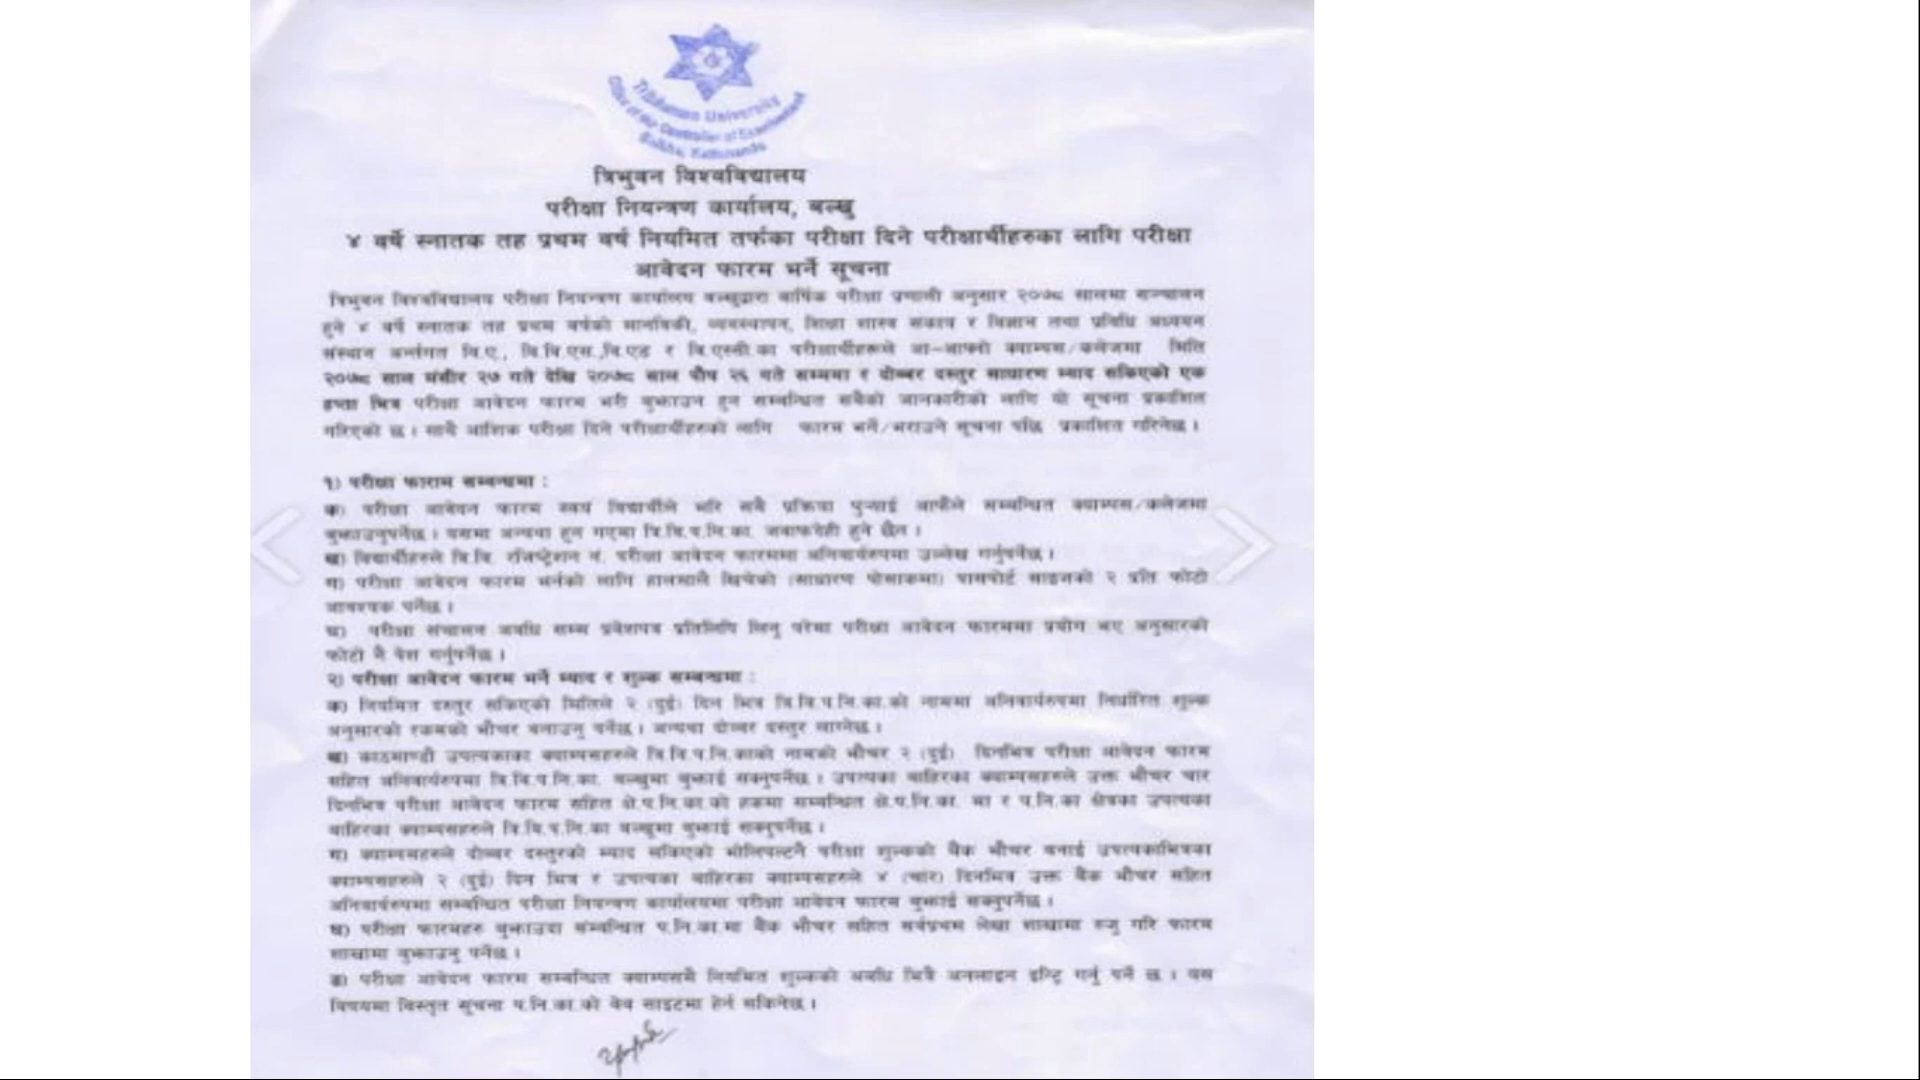 Tribhuvan University
Office of the Controller of Examinations
Balkhu, Kathmandu
त्रिभुवन विश्वविद्यालय
परीक्षा नियन्त्रण कार्यालय, बल्खु
४ वर्षे स्नातक तह प्रथम वर्ष नियमित तर्फका परीक्षा दिने परीक्षार्थीहरुका लागि परीक्षा
आवेदन फारम भर्ने सूचना
त्रिभुवन विश्वविद्यालय परीक्षा नियन्त्रण कार्यालय बल्खुद्वारा वार्षिक परीक्षा प्रणाली अनुसार २०७८ सालमा सञ्चालन
हुने ४ वर्षे स्नातक तह प्रथम वर्षको मानविकी, व्यवस्थापन, शिक्षा शास्त्र संकाय र विज्ञान तथा प्रविधि अध्ययन
संस्थान अर्न्तगत वि.ए., वि.वि.एस.,वि.एड र वि.एस्सी.का परीक्षार्थीहरूले आ-आफ्नो क्याम्पस/कलेजमा मिति
२०७८ साल मंसीर २७ गते देखि २०७८ साल पौष २६ गते सम्ममा र दोब्बर दस्तुर साधारण म्याद सकिएको एक
हप्ता भित्र परीक्षा आवेदन फारम भरी बुझाउन हुन सम्बन्धित सबैको जानकारीको लागि यो सूचना प्रकाशित
गरिएको छ । साथै आंशिक परीक्षा दिने परीक्षार्थीहरुको लागि फारम भर्ने/भराउने सूचना पछि प्रकाशित गरिनेछ ।
१) परीक्षा फाराम सम्बन्धमा :
क) परीक्षा आवेदन फारम स्वयं विद्यार्थीले भरि सबै प्रक्रिया पुर्‍याई आफैले सम्बन्धित क्याम्पस/कलेजमा
बुझाउनुपर्नेछ । यसमा अन्यथा हुन गएमा त्रि.वि.प.नि.का. जवाफदेही हुने छैन ।
ख) विद्यार्थीहरुले त्रि.वि. रजिष्ट्रेशन नं. परीक्षा आवेदन फारममा अनिवार्यरुपमा उल्लेख गर्नुपर्नेछ ।
ग) परीक्षा आवेदन फारम भर्नको लागि हालसालै खिचेको (साधारण पोसाकमा) पासपोर्ट साइजको २ प्रति फोटो
आवश्यक पर्नेछ ।
घ) परीक्षा संचालन अवधि सम्म प्रवेशपत्र प्रतिलिपि लिनु परेमा परीक्षा आवेदन फारममा प्रयोग भए अनुसारको
फोटो नै पेश गर्नुपर्नेछ ।
२) परीक्षा आवेदन फारम भर्ने म्याद र शुल्क सम्बन्धमा :
क) नियमित दस्तुर सकिएको मितिले २ (दुई) दिन भित्र त्रि.वि.प.नि.का.को नाममा अनिवार्यरुपमा निर्धारित शुल्क
अनुसारको रकमको भौचर बनाउनु पर्नेछ । अन्यथा दोब्बर दस्तुर लाग्नेछ ।
ख) काठमाण्डौ उपत्यकाका क्याम्पसहरुले त्रि.वि.प.नि.काको नामको भौचर २ (दुई) दिनभित्र परीक्षा आवेदन फारम
सहित अनिवार्यरुपमा त्रि.वि.प.नि.का. बल्खुमा बुझाई सक्नुपर्नेछ । उपत्यका बाहिरका क्याम्पसहरुले उक्त भौचर चार
दिनभित्र परीक्षा आवेदन फारम सहित क्षे.प.नि.का.को हकमा सम्बन्धित क्षे.प.नि.का. मा र प.नि.का क्षेत्रका उपत्यका
बाहिरका क्याम्पसहरुले त्रि.वि.प.नि.का बल्खुमा बुझाई सक्नुपर्नेछ ।
ग) क्याम्पसहरुले दोब्बर दस्तुरको म्याद सकिएको भोलिपल्टनै परीक्षा शुल्कको बैंक भौचर बनाई उपत्यकाभित्रका
क्याम्पसहरुले २ (दुई) दिन भित्र र उपत्यका बाहिरका क्याम्पसहरुले ४ (चार) दिनभित्र उक्त बैंक भौचर सहित
अनिवार्यरुपमा सम्बन्धित परीक्षा नियन्त्रण कार्यालयमा परीक्षा आवेदन फारम बुझाई सक्नुपर्नेछ ।
घ) परीक्षा फारमहरु बुझाउदा संम्बन्धित प.नि.का.मा बैंक भौचर सहित सर्वप्रथम लेखा शाखामा रुजु गरि फारम
शाखामा बुझाउनु पर्नेछ ।
ङ) परीक्षा आवेदन फारम सम्बन्धित क्याम्पसमै नियमित शुल्कको अवधि भित्रै अनलाइन इन्ट्रि गर्नु पर्ने छ । यस
विषयमा विस्तृत सूचना प.नि.का.को वेव साइटमा हेर्न सकिनेछ ।